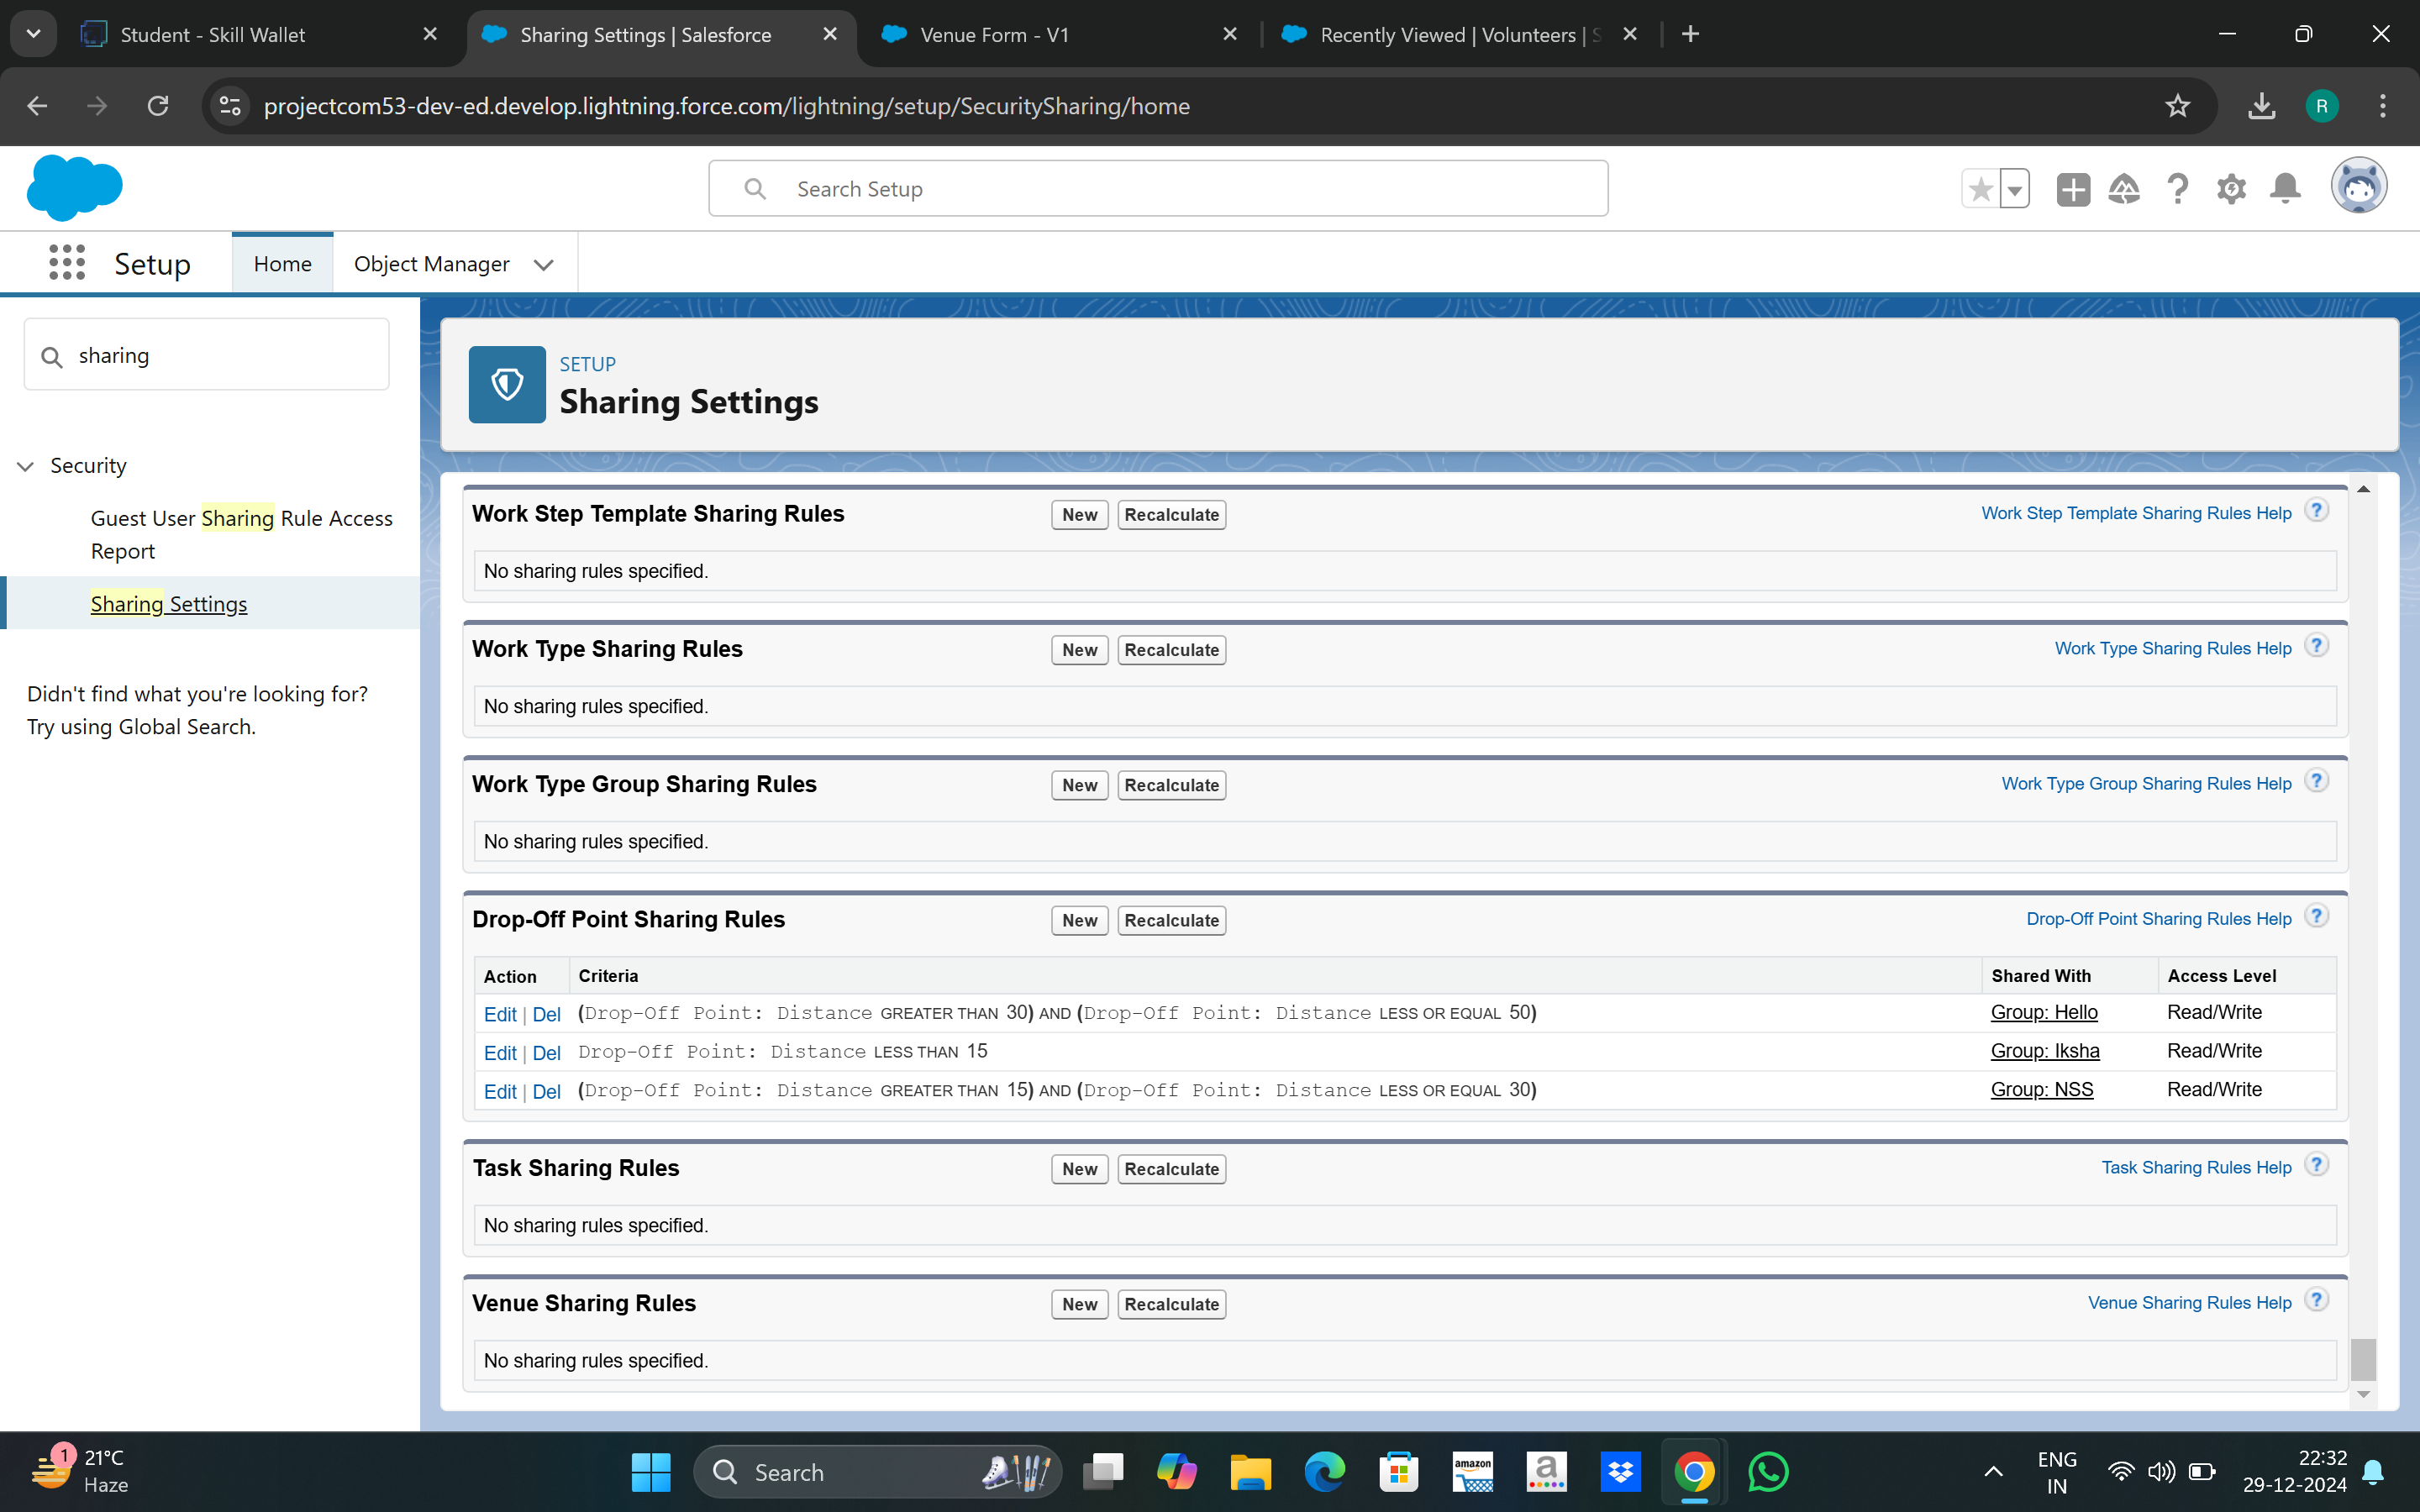 Student - Skill Wallet
Sharing Settings | Salesforce
Venue Form - V1
Recently Viewed | Volunteers | S
projectcom53-dev-ed.develop.lightning.force.com/lightning/setup/SecuritySharing/home
R
Search Setup
Setup
Home
Object Manager
sharing
Security
Guest User Sharing Rule Access
Report
Sharing Settings
Didn't find what you're looking for?
Try using Global Search.
SETUP
Sharing Settings
Work Step Template Sharing Rules New Recalculate Work Step Template Sharing Rules Help ?
No sharing rules specified.
Work Type Sharing Rules New Recalculate Work Type Sharing Rules Help ?
No sharing rules specified.
Work Type Group Sharing Rules New Recalculate Work Type Group Sharing Rules Help ?
No sharing rules specified.
Drop-Off Point Sharing Rules New Recalculate Drop-Off Point Sharing Rules Help ?
Action Criteria Shared With Access Level
Edit | Del (Drop-Off Point: Distance GREATER THAN 30) AND (Drop-Off Point: Distance LESS OR EQUAL 50) Group: Hello Read/Write
Edit | Del Drop-Off Point: Distance LESS THAN 15 Group: Iksha Read/Write
Edit | Del (Drop-Off Point: Distance GREATER THAN 15) AND (Drop-Off Point: Distance LESS OR EQUAL 30) Group: NSS Read/Write
Task Sharing Rules New Recalculate Task Sharing Rules Help ?
No sharing rules specified.
Venue Sharing Rules New Recalculate Venue Sharing Rules Help ?
No sharing rules specified.
1
21°C
Haze
Search
amazon
a
ENG
IN
22:32
29-12-2024